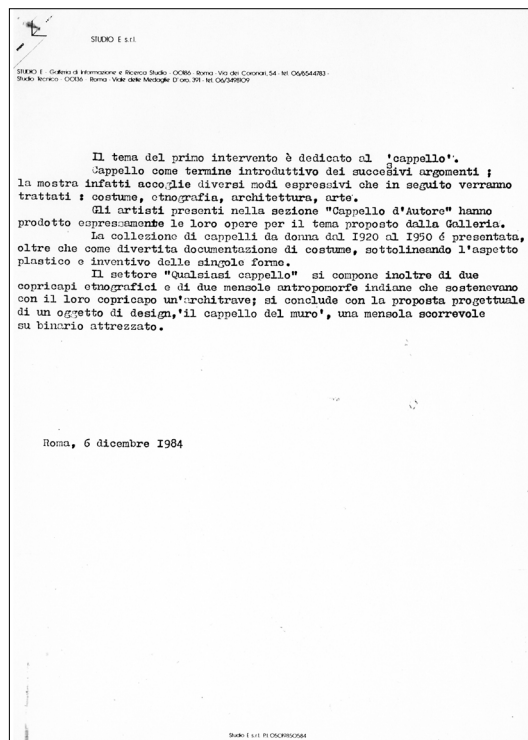 STUDIO E s.r.l.
STUDIO E - Galleria di Informazione e Ricerca Studio - 00186 - Roma - Via dei Coronari, 54 - tel. 06/6544783 -
Studio Tecnico - 00136 - Roma - Viale delle Medaglie D'oro, 391 - tel. 06/3498109
Il tema del primo intervento è dedicato al 'cappello'.
Cappello come termine introduttivo dei succesivi argomenti ;
la mostra infatti accoglie diversi modi espressivi che in seguito verranno
trattati : costume, etnografia, architettura, arte.
Gli artisti presenti nella sezione "Cappello d'Autore" hanno
prodotto espressamente le loro opere per il tema proposto dalla Galleria.
La collezione di cappelli da donna dal I920 al I950 é presentata,
oltre che come divertita documentazione di costume, sottolineando l'aspetto
plastico e inventivo delle singole forme.
Il settore "Qualsiasi cappello" si compone inoltre di due
copricapi etnografici e di due mensole antropomorfe indiane che sostenevano
con il loro copricapo un'architrave; si conclude con la proposta progettuale
di un oggetto di design,'il cappello del muro', una mensola scorrevole
su binario attrezzato.
Roma, 6 dicembre I984
Studio E s.r.l. P.I.